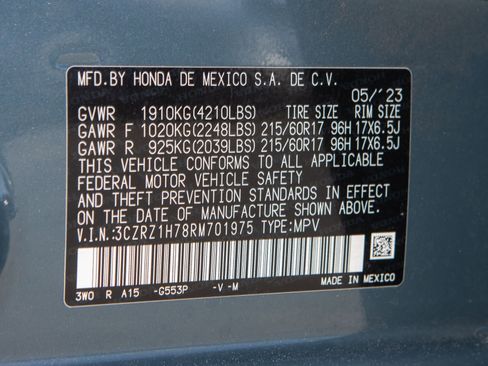 MFD. BY HONDA DE MEXICO S.A. DE C.V.
05/'23
GVWR 1910KG(4210LBS) TIRE SIZE RIM SIZE
GAWR F 1020KG(2248LBS) 215/60R17 96H 17X6.5J
GAWR R 925KG(2039LBS) 215/60R17 96H 17X6.5J
THIS VEHICLE CONFORMS TO ALL APPLICABLE
FEDERAL MOTOR VEHICLE SAFETY
AND THEFT PREVENTION STANDARDS IN EFFECT
ON THE DATE OF MANUFACTURE SHOWN ABOVE.
V.I.N:3CZRZ1H78RM701975 TYPE:MPV
3WO R A15 -G553P -V -M
MADE IN MEXICO